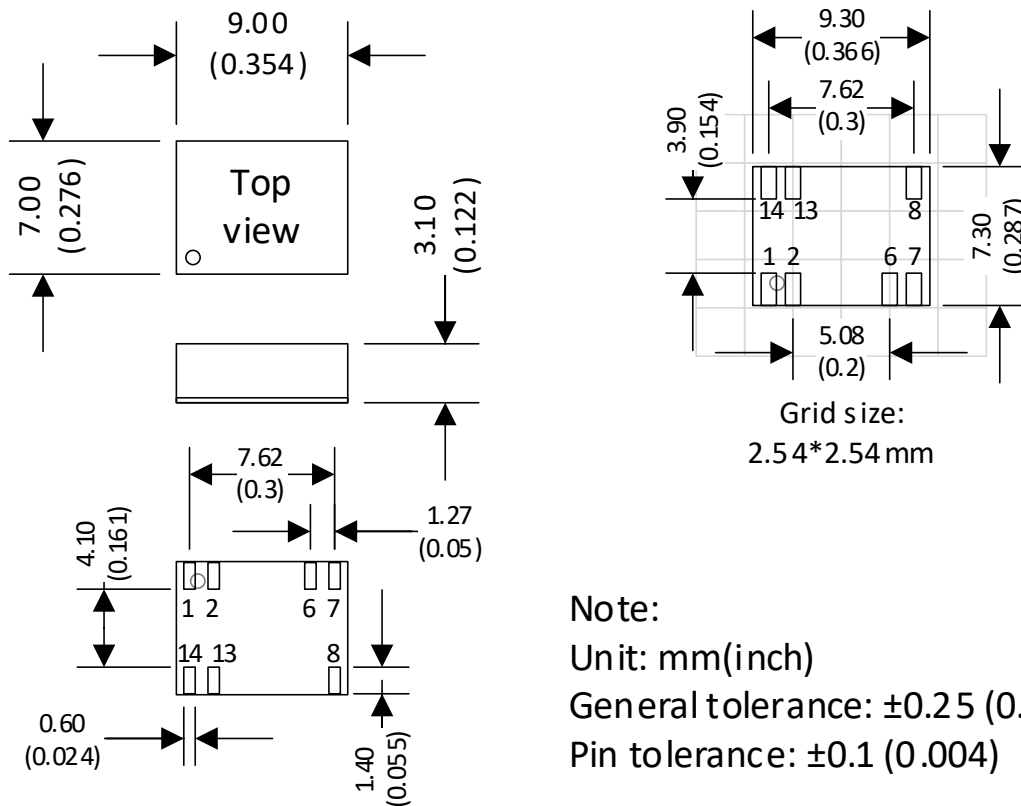 9.00
(0.354)
7.00
(0.276)
Top
view
3.10
(0.122)
7.62
(0.3)
1.27
(0.05)
4.10
(0.161)
1 2 6 7
14 13 8
0.60
(0.024)
1.40
(0.055)
9.30
(0.366)
7.62
(0.3)
3.90
(0.154)
14 13 8
1 2 6 7
7.30
(0.287)
5.08
(0.2)
Grid size:
2.54*2.54mm
Note:
Unit: mm(inch)
General tolerance: ±0.25 (0.
Pin tolerance: ±0.1 (0.004)